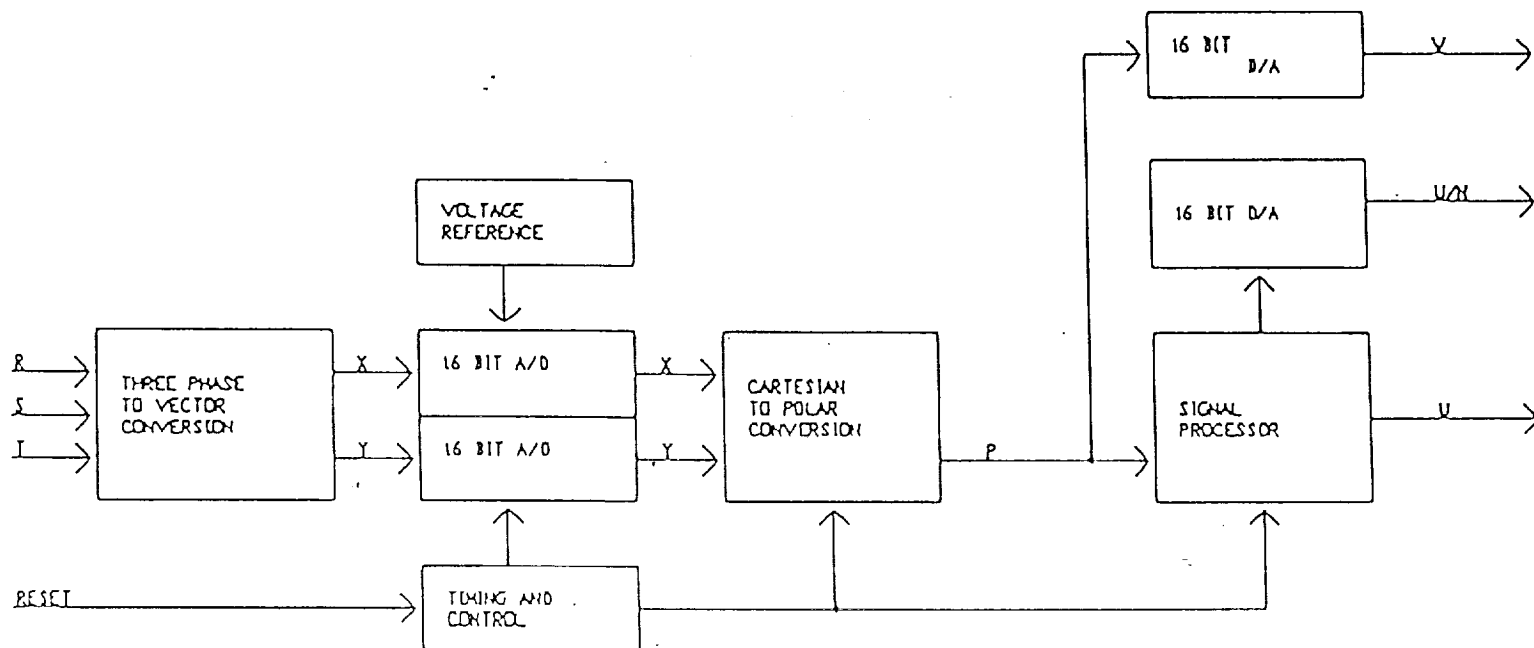 16 BIT
D/A
V
VOLTAGE
REFERENCE
16 BIT D/A
R
S
T
THREE PHASE
TO VECTOR
CONVERSION
X
Y
16 BIT A/D
16 BIT A/D
X
Y
CARTESIAN
TO POLAR
CONVERSION
P
SIGNAL
PROCESSOR
U
RESET
TIMING AND
CONTROL